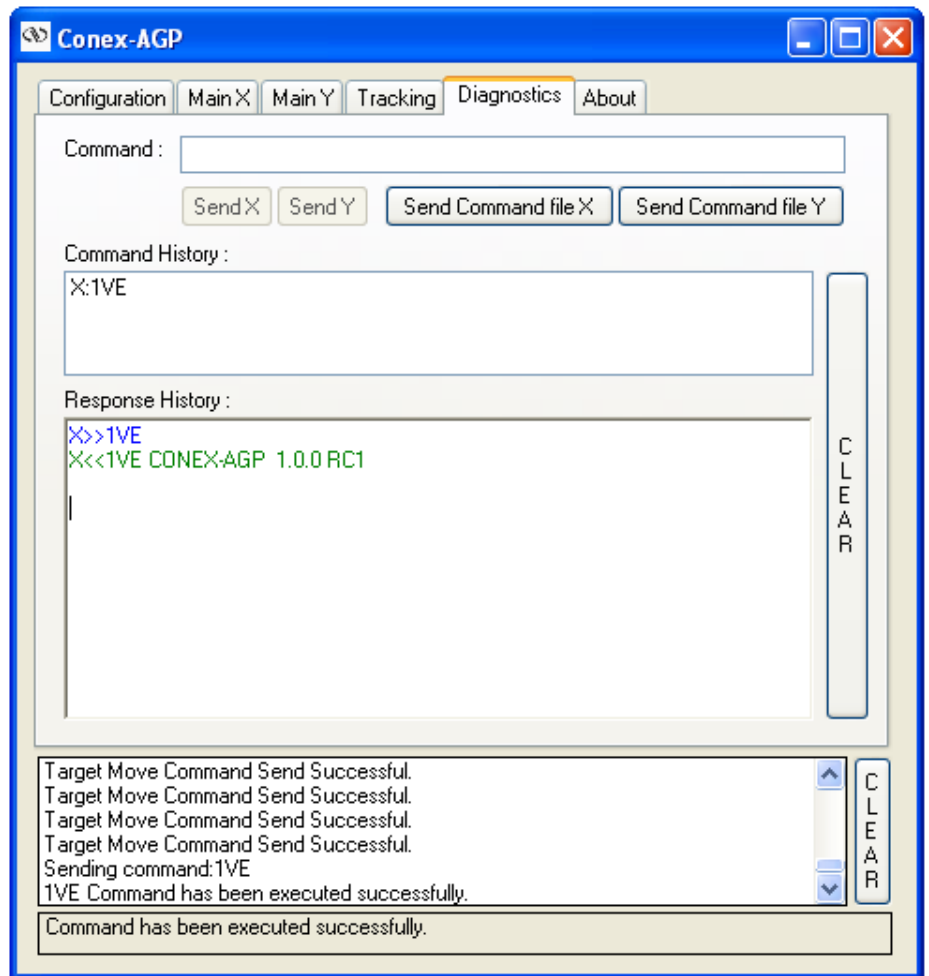 Conex-AGP
Configuration Main X Main Y Tracking Diagnostics About
Command :
Send X Send Y Send Command file X Send Command file Y
Command History :
X:1VE
Response History :
X>>1VE
X<<1VE CONEX-AGP 1.0.0 RC1
CLEAR
Target Move Command Send Successful.
Target Move Command Send Successful.
Target Move Command Send Successful.
Target Move Command Send Successful.
Sending command:1VE
1VE Command has been executed successfully.
CLEAR
Command has been executed successfully.